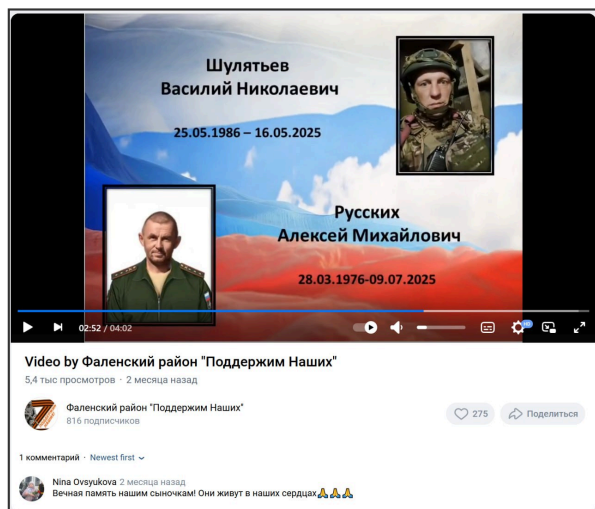 Шулятьев
Василий Николаевич
25.05.1986 – 16.05.2025
Русских
Алексей Михайлович
28.03.1976-09.07.2025
02:52 / 04:02
HD
Video by Фаленский район "Поддержим Наших"
5,4 тыс просмотров · 2 месяца назад
Фаленский район "Поддержим Наших"
816 подписчиков
275
Поделиться
1 комментарий · Newest first
Nina Ovsyukova 2 месяца назад
Вечная память нашим сыночкам! Они живут в наших сердцах🙏🙏🙏